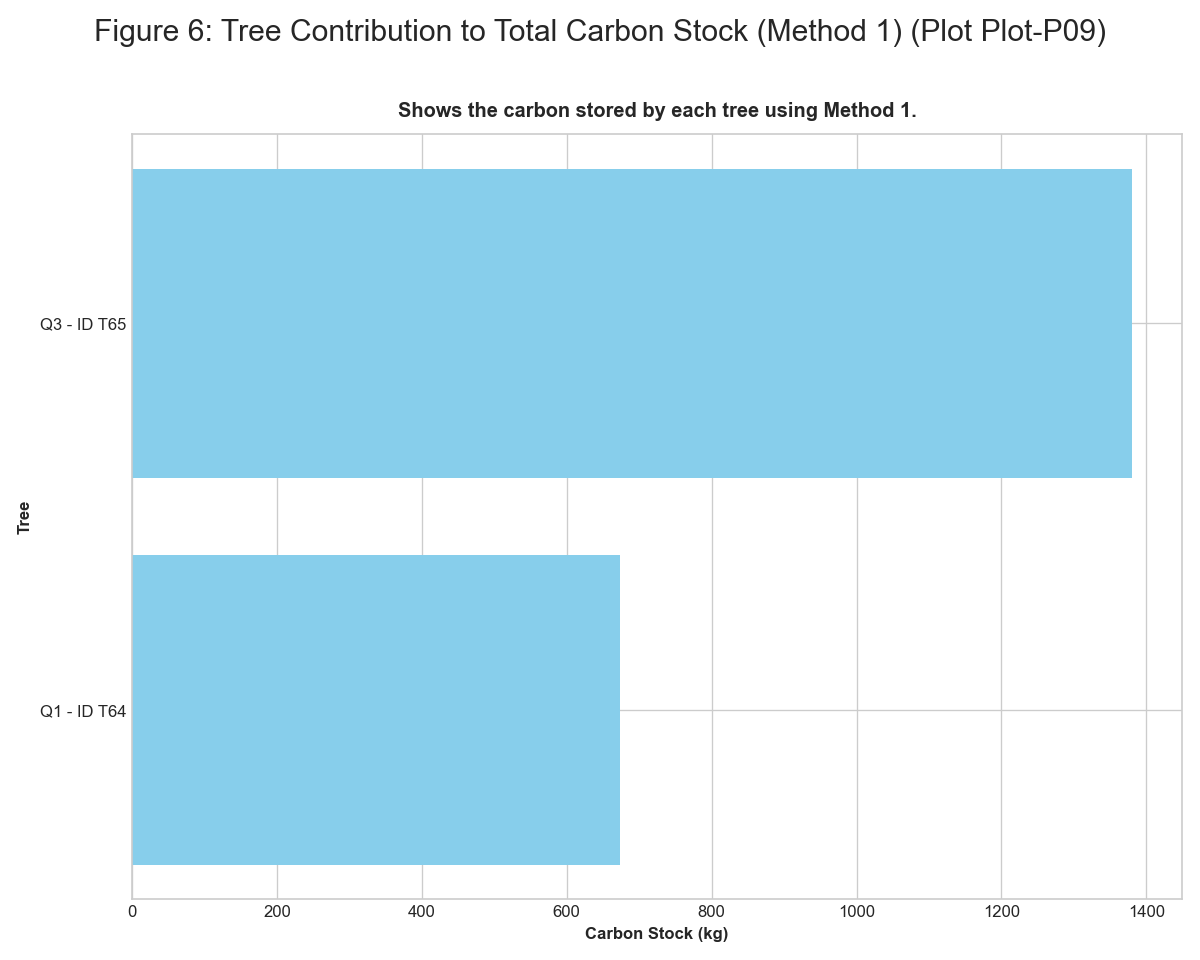 Figure 6: Tree Contribution to Total Carbon Stock (Method 1) (Plot Plot-P09)
Shows the carbon stored by each tree using Method 1.
Q3 - ID T65
Tree
Q1 - ID T64
0 200 400 600 800 1000 1200 1400
Carbon Stock (kg)